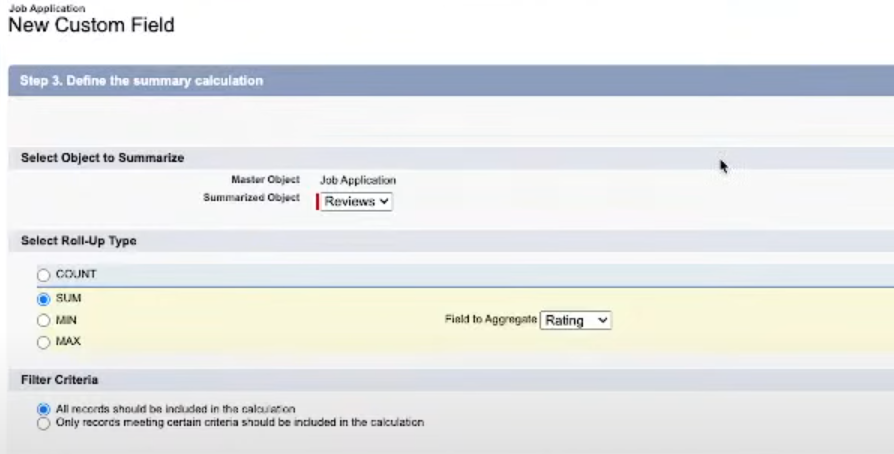 Job Application
New Custom Field
Step 3. Define the summary calculation
Select Object to Summarize
Master Object Job Application
Summarized Object Reviews
Select Roll-Up Type
COUNT
SUM
MIN Field to Aggregate Rating
MAX
Filter Criteria
All records should be included in the calculation
Only records meeting certain criteria should be included in the calculation